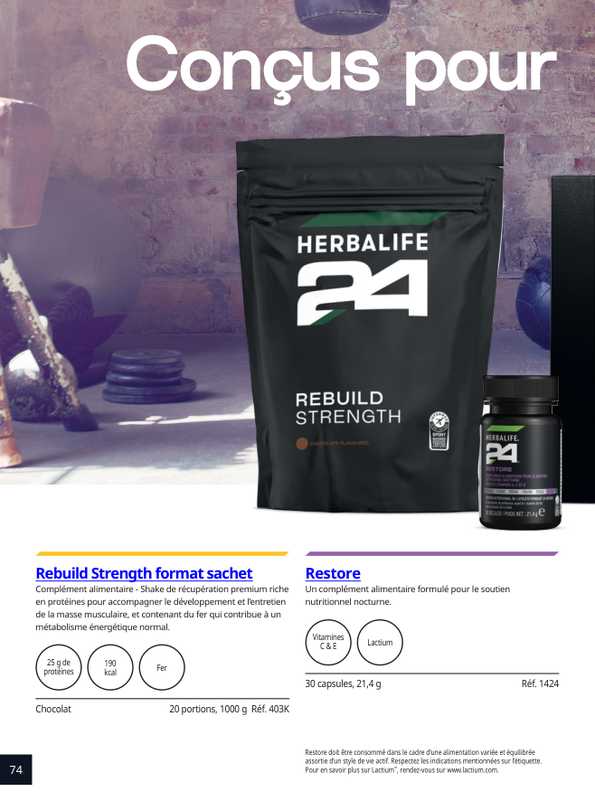 Conçus pour
HERBALIFE
24
REBUILD
STRENGTH
CHOCOLATE FLAVOURED
HERBALIFE.
24
RESTORE
Rebuild Strength format sachet
Complément alimentaire - Shake de récupération premium riche
en protéines pour accompagner le développement et l'entretien
de la masse musculaire, et contenant du fer qui contribue à un
métabolisme énergétique normal.
25 g de
protéines
190
kcal
Fer
Chocolat 20 portions, 1000 g Réf. 403K
Restore
Un complément alimentaire formulé pour le soutien
nutritionnel nocturne.
Vitamines
C & E
Lactium
30 capsules, 21,4 g Réf. 1424
Restore doit être consommé dans le cadre d'une alimentation variée et équilibrée
assortie d'un style de vie actif. Respectez les indications mentionnées sur l'étiquette.
Pour en savoir plus sur Lactium™, rendez-vous sur www.lactium.com.
74